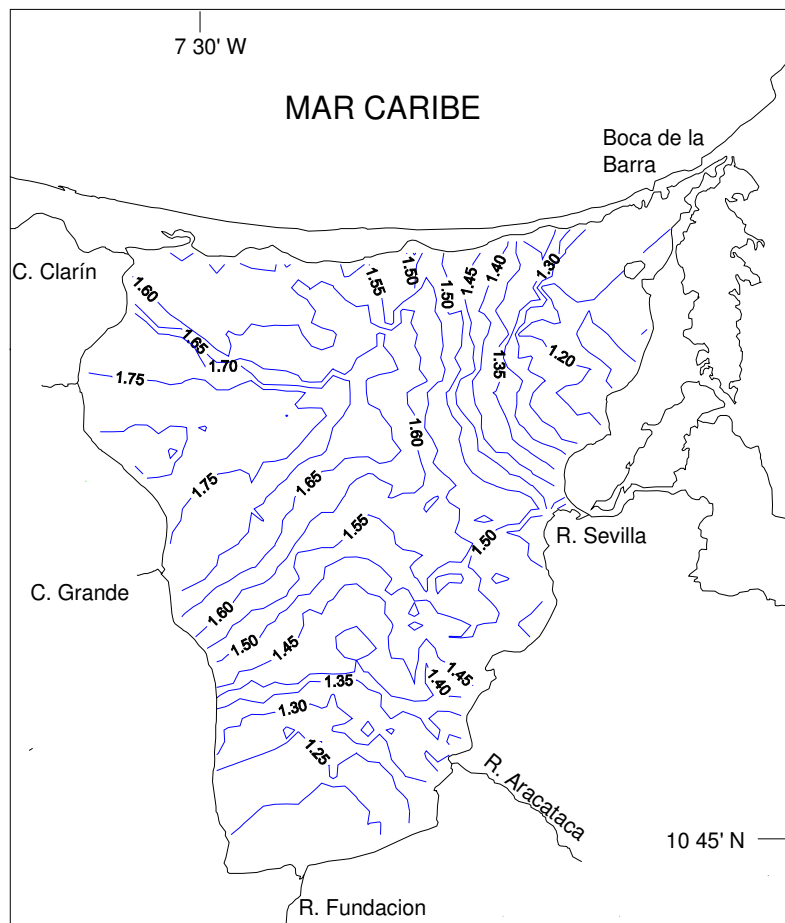 7 30' W
MAR CARIBE
Boca de la
Barra
C. Clarín
1.60
1.65
1.70
1.75
1.55
1.50
1.50
1.45
1.40
1.30
1.20
1.35
1.60
1.75
1.65
1.55
1.50
R. Sevilla
C. Grande
1.60
1.50
1.45
1.35
1.45
1.40
1.30
1.25
R. Aracataca
10 45' N
R. Fundacion